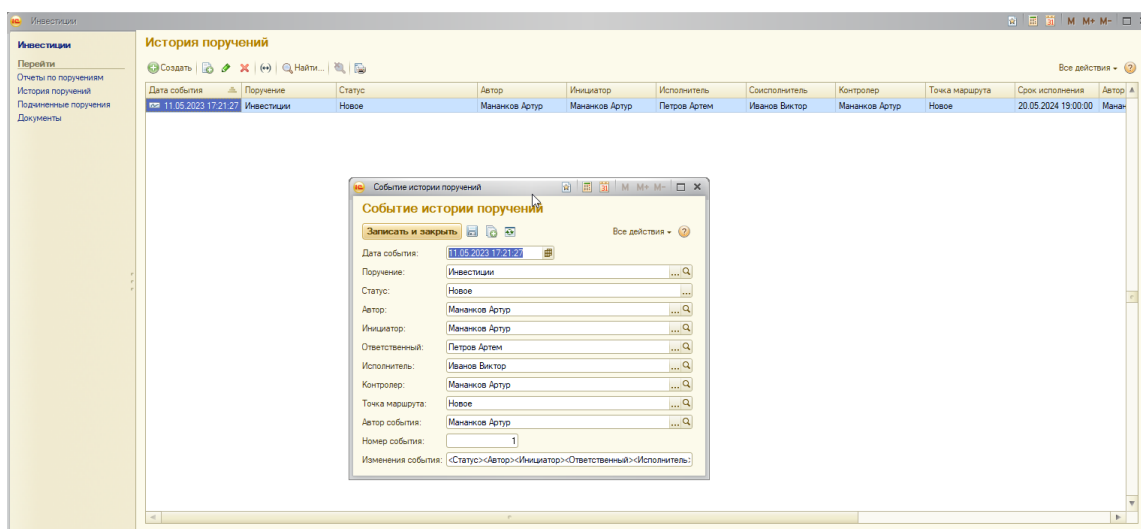 Инвестиции
M M+ M-
Инвестиции
Перейти
Отчеты по поручениям
История поручений
Подчиненные поручения
Документы
История поручений
Создать Найти... Все действия
Дата события Поручение Статус Автор Инициатор Исполнитель Соисполнитель Контролер Точка маршрута Срок исполнения Автор
11.05.2023 17:21:27 Инвестиции Новое Мананков Артур Мананков Артур Петров Артем Иванов Виктор Мананков Артур Новое 20.05.2024 19:00:00 Манан
Событие истории поручений M M+ M-
Событие истории поручений
Записать и закрыть Все действия
Дата события: 11.05.2023 17:21:27
Поручение: Инвестиции
Статус: Новое
Автор: Мананков Артур
Инициатор: Мананков Артур
Ответственный: Петров Артем
Исполнитель: Иванов Виктор
Контролер: Мананков Артур
Точка маршрута: Новое
Автор события: Мананков Артур
Номер события: 1
Изменения события: <Статус><Автор><Инициатор><Ответственный><Исполнитель>